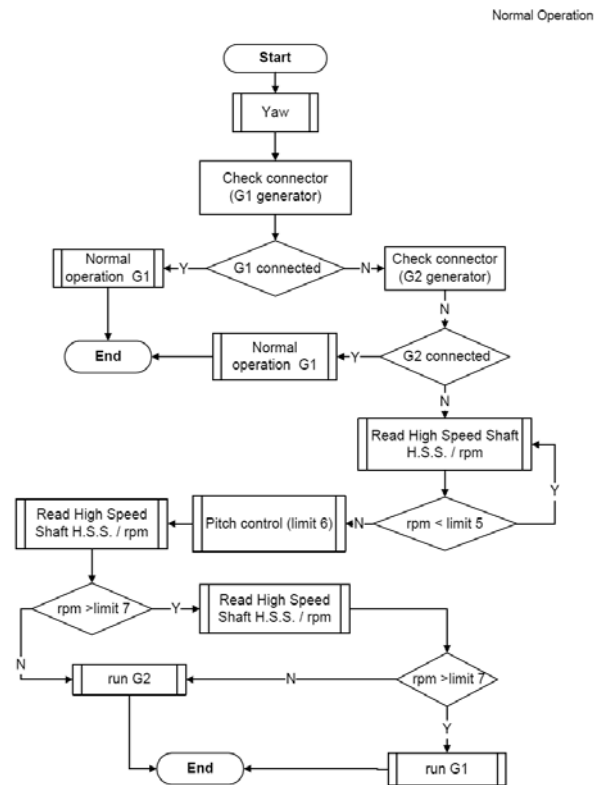 Normal Operation
Start
Yaw
Check connector
(G1 generator)
Normal
operation G1
Y
G1 connected
N
Check connector
(G2 generator)
N
End
Normal
operation G1
Y
G2 connected
N
Read High Speed Shaft
H.S.S. / rpm
Y
Read High Speed
Shaft H.S.S. / rpm
Pitch control (limit 6)
N
rpm < limit 5
rpm >limit 7
Y
Read High Speed
Shaft H.S.S. / rpm
N
run G2
N
rpm >limit 7
Y
End
run G1